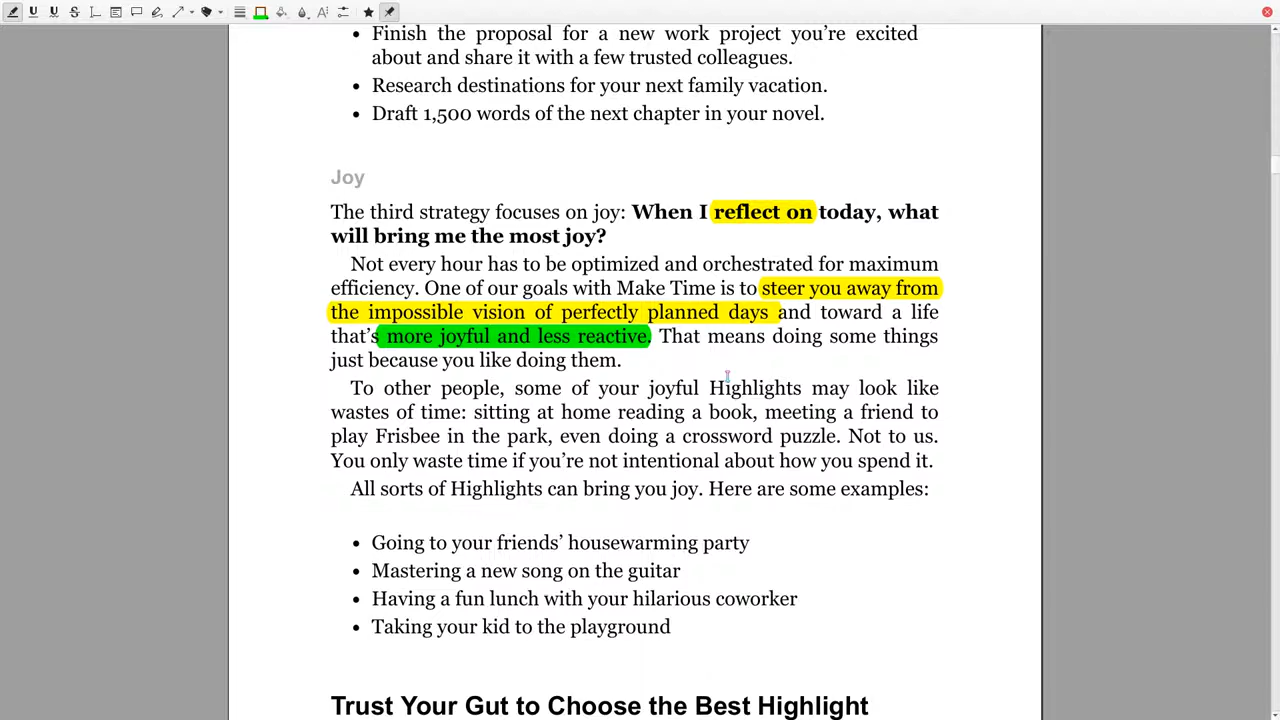 • Finish the proposal for a new work project you’re excited
about and share it with a few trusted colleagues.
• Research destinations for your next family vacation.
• Draft 1,500 words of the next chapter in your novel.
Joy
The third strategy focuses on joy: When I reflect on today, what
will bring me the most joy?
Not every hour has to be optimized and orchestrated for maximum
efficiency. One of our goals with Make Time is to steer you away from
the impossible vision of perfectly planned days and toward a life
that’s more joyful and less reactive. That means doing some things
just because you like doing them.
To other people, some of your joyful Highlights may look like
wastes of time: sitting at home reading a book, meeting a friend to
play Frisbee in the park, even doing a crossword puzzle. Not to us.
You only waste time if you’re not intentional about how you spend it.
All sorts of Highlights can bring you joy. Here are some examples:
• Going to your friends’ housewarming party
• Mastering a new song on the guitar
• Having a fun lunch with your hilarious coworker
• Taking your kid to the playground
Trust Your Gut to Choose the Best Highlight